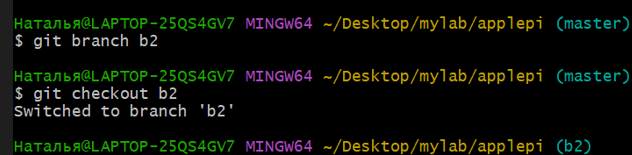 Наталья@LAPTOP-25QS4GV7 MINGW64 ~/Desktop/mylab/applepi (master)
$ git branch b2
Наталья@LAPTOP-25QS4GV7 MINGW64 ~/Desktop/mylab/applepi (master)
$ git checkout b2
Switched to branch 'b2'
Наталья@LAPTOP-25QS4GV7 MINGW64 ~/Desktop/mylab/applepi (b2)